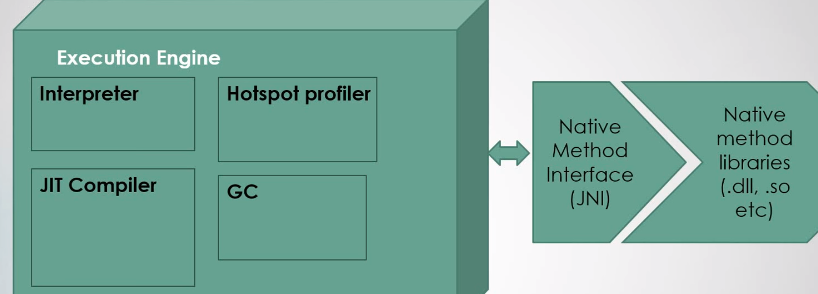 Execution Engine
Interpreter
Hotspot profiler
JIT Compiler
GC
Native
Method
Interface
(JNI)
Native
method
libraries
(.dll, .so
etc)